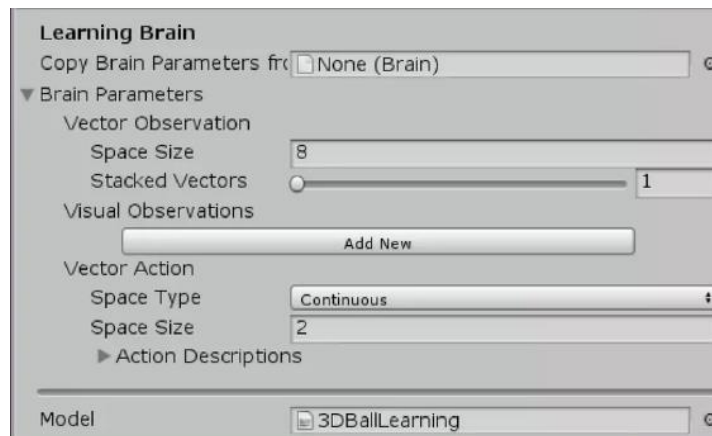 Learning Brain
Copy Brain Parameters fro None (Brain)
Brain Parameters
Vector Observation
Space Size 8
Stacked Vectors 1
Visual Observations
Add New
Vector Action
Space Type Continuous
Space Size 2
Action Descriptions
Model 3DBallLearning